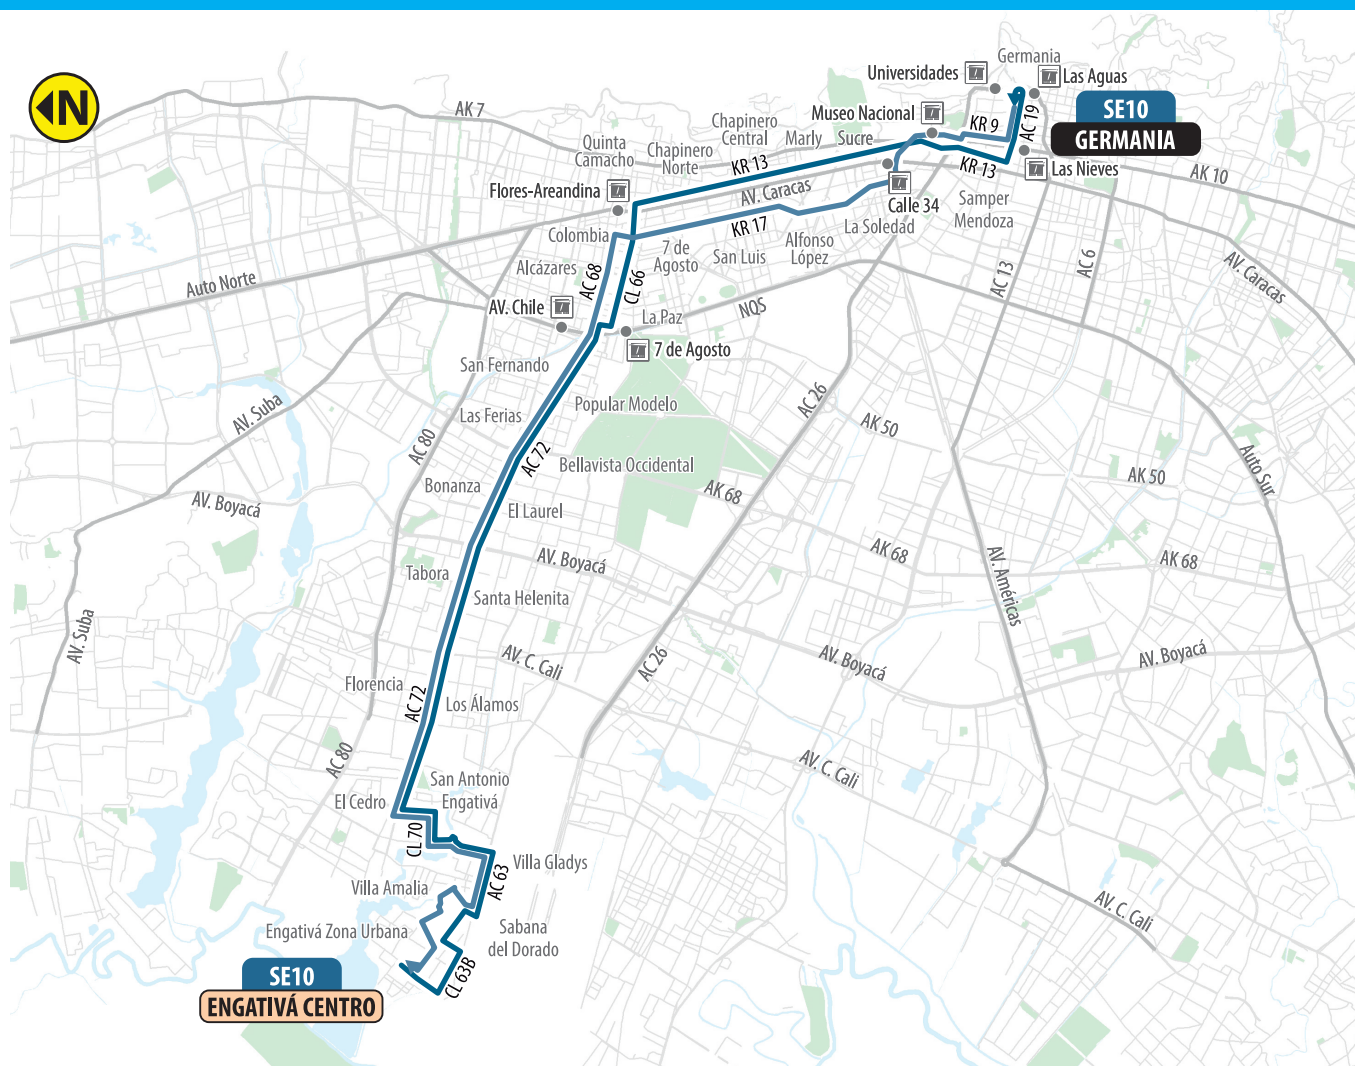 N
Germania
Universidades
Las Aguas
SE10
GERMANIA
AK 7
Museo Nacional
KR 9
AC 19
Chapinero
Central
Marly
Sucre
Quinta
Camacho
Chapinero
Norte
KR 13
KR 13
Las Nieves
AK 10
Flores-Areandina
AV. Caracas
Calle 34
Samper
Mendoza
Colombia
KR 17
La Soledad
7 de
Agosto
San Luis
Alfonso
López
AC 13
AC 6
AV. Caracas
Alcázares
AC 68
CL 66
Auto Norte
AV. Chile
La Paz
NQS
7 de Agosto
San Fernando
AV. Suba
Las Ferias
Popular Modelo
AC 26
AK 50
AC 80
AC 72
Bellavista Occidental
AK 50
Auto Sur
Bonanza
AK 68
AV. Boyacá
El Laurel
AV. Boyacá
AK 68
AK 68
Tabora
Santa Helenita
AV. Américas
AV. Suba
AV. C. Cali
AC 26
AV. Boyacá
AV. Boyacá
Florencia
AC 72
Los Álamos
AC 80
San Antonio
Engativá
AV. C. Cali
El Cedro
CL 70
Villa Gladys
AC 63
Villa Amalia
AV. C. Cali
Engativá Zona Urbana
Sabana
del Dorado
CL 63B
SE10
ENGATIVÁ CENTRO